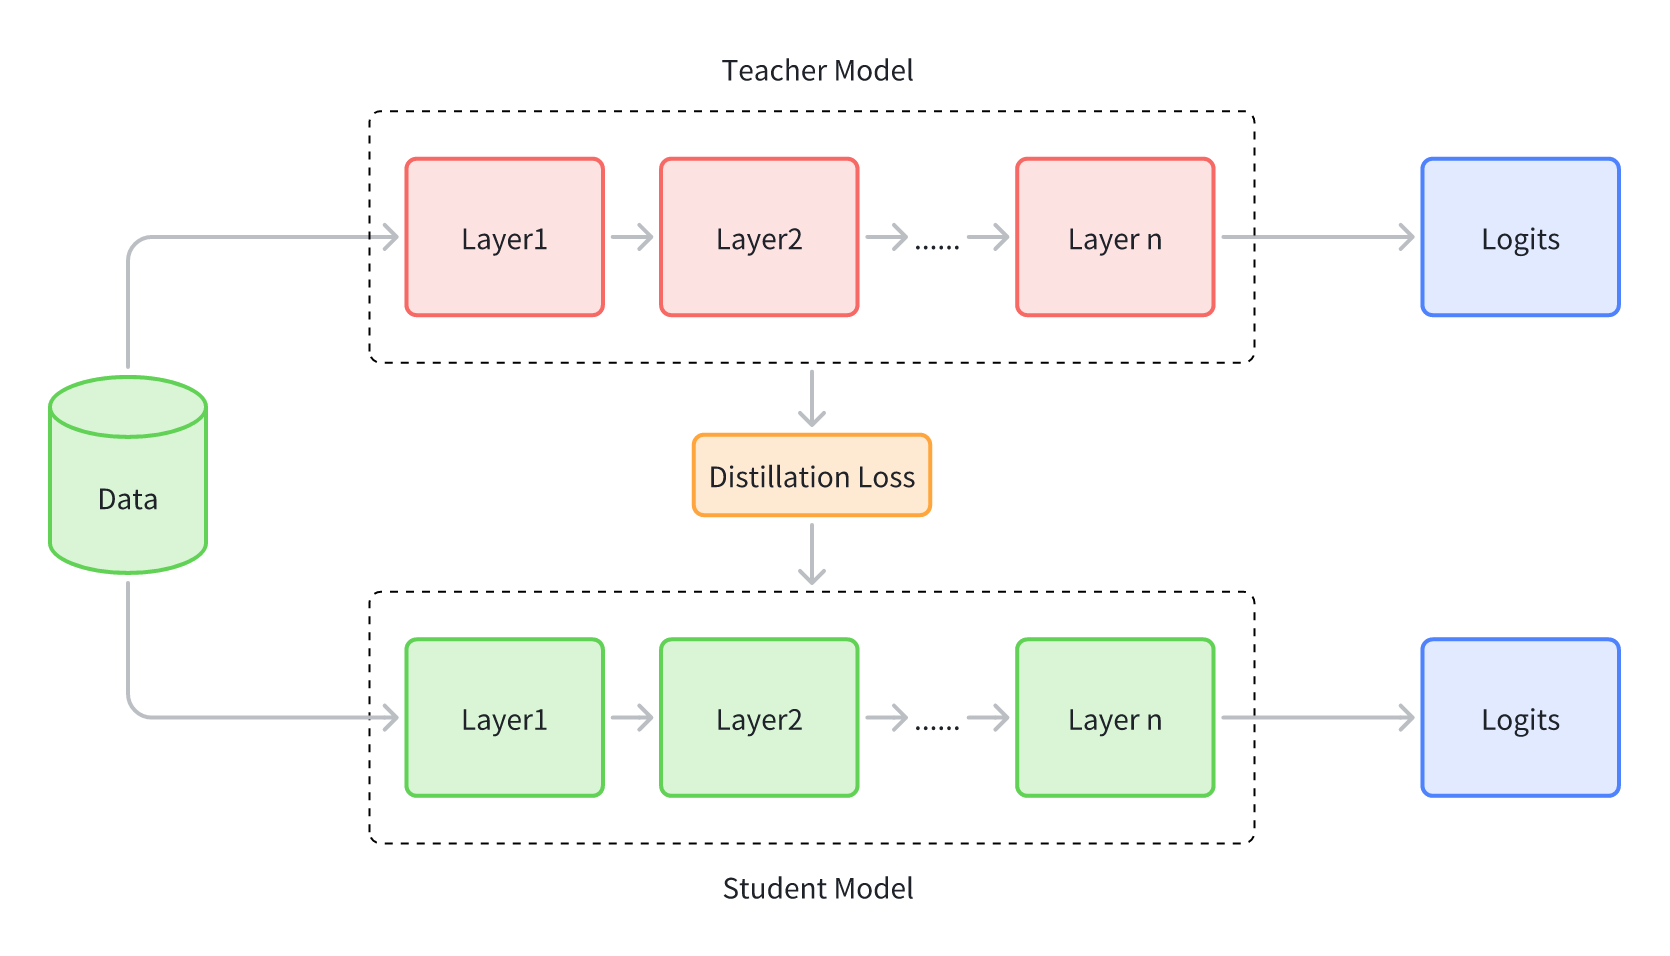 Teacher Model
Layer1
Layer2
......
Layer n
Logits
Data
Distillation Loss
Layer1
Layer2
......
Layer n
Logits
Student Model